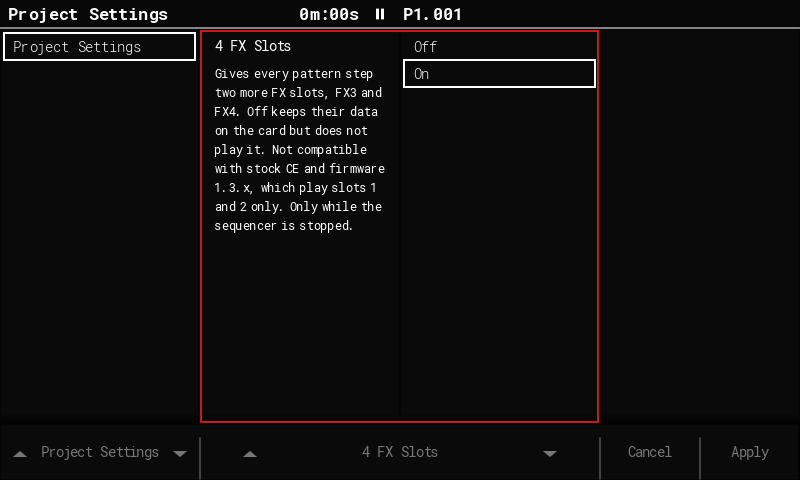 Project Settings 0m:00s P1.001
Project Settings
4 FX Slots
Gives every pattern step
two more FX slots, FX3 and
FX4. Off keeps their data
on the card but does not
play it. Not compatible
with stock CE and firmware
1.3.x, which play slots 1
and 2 only. Only while the
sequencer is stopped.
Off
On
Project Settings 4 FX Slots Cancel Apply